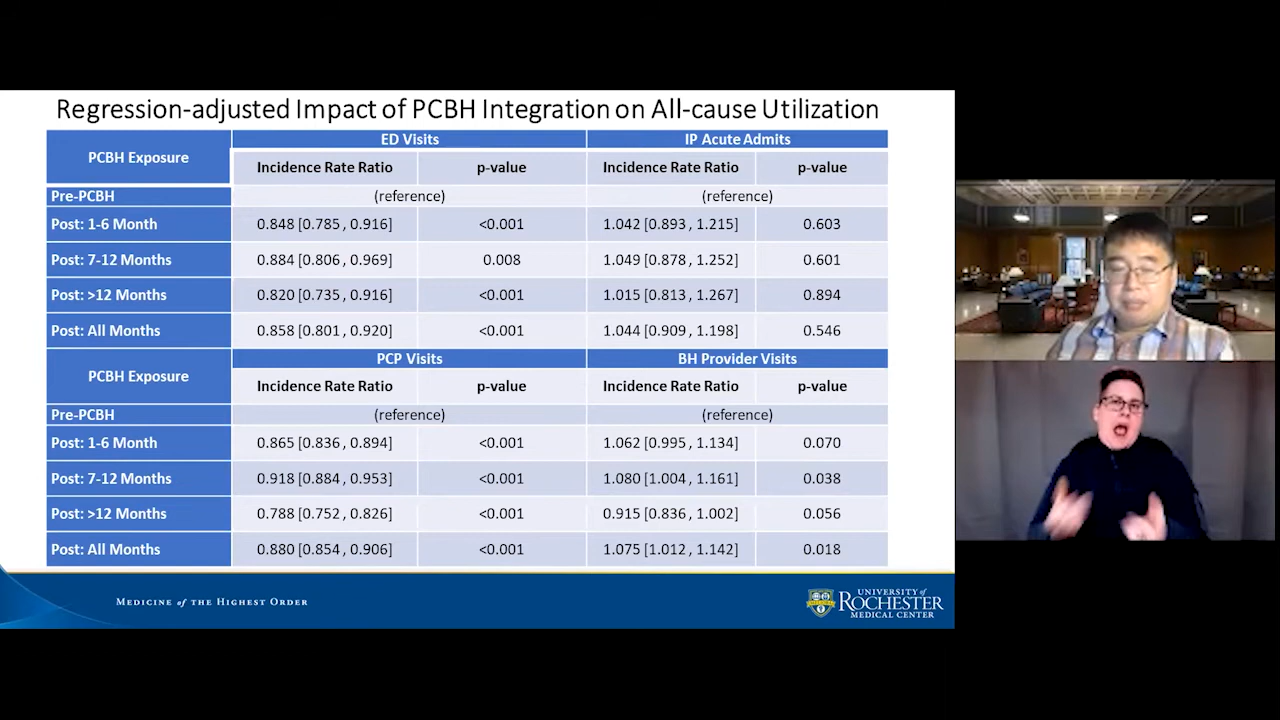 Regression-adjusted Impact of PCBH Integration on All-cause Utilization
PCBH Exposure ED Visits IP Acute Admits
Incidence Rate Ratio p-value Incidence Rate Ratio p-value
Pre-PCBH (reference) (reference)
Post: 1-6 Month 0.848 [0.785 , 0.916] <0.001 1.042 [0.893 , 1.215] 0.603
Post: 7-12 Months 0.884 [0.806 , 0.969] 0.008 1.049 [0.878 , 1.252] 0.601
Post: >12 Months 0.820 [0.735 , 0.916] <0.001 1.015 [0.813 , 1.267] 0.894
Post: All Months 0.858 [0.801 , 0.920] <0.001 1.044 [0.909 , 1.198] 0.546
PCBH Exposure PCP Visits BH Provider Visits
Incidence Rate Ratio p-value Incidence Rate Ratio p-value
Pre-PCBH (reference) (reference)
Post: 1-6 Month 0.865 [0.836 , 0.894] <0.001 1.062 [0.995 , 1.134] 0.070
Post: 7-12 Months 0.918 [0.884 , 0.953] <0.001 1.080 [1.004 , 1.161] 0.038
Post: >12 Months 0.788 [0.752 , 0.826] <0.001 0.915 [0.836 , 1.002] 0.056
Post: All Months 0.880 [0.854 , 0.906] <0.001 1.075 [1.012 , 1.142] 0.018
MEDICINE of THE HIGHEST ORDER
UNIVERSITY of
ROCHESTER
MEDICAL CENTER